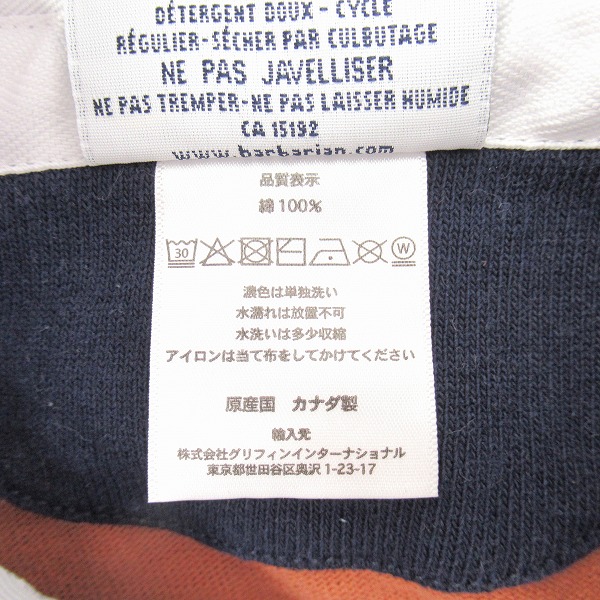 DÉTERGENT DOUX - CYCLE
RÉGULIER-SÉCHER PAR CULBUTAGE
NE PAS JAVELLISER
NE PAS TREMPER-NE PAS LAISSER HUMIDE
CA 15192
www.barbarian.com
品質表示
綿100%
30 W
濃色は単独洗い
水濡れは放置不可
水洗いは多少収縮
アイロンは当て布をしてかけてください
原産国 カナダ製
輸入元
株式会社グリフィンインターナショナル
東京都世田谷区奥沢1-23-17